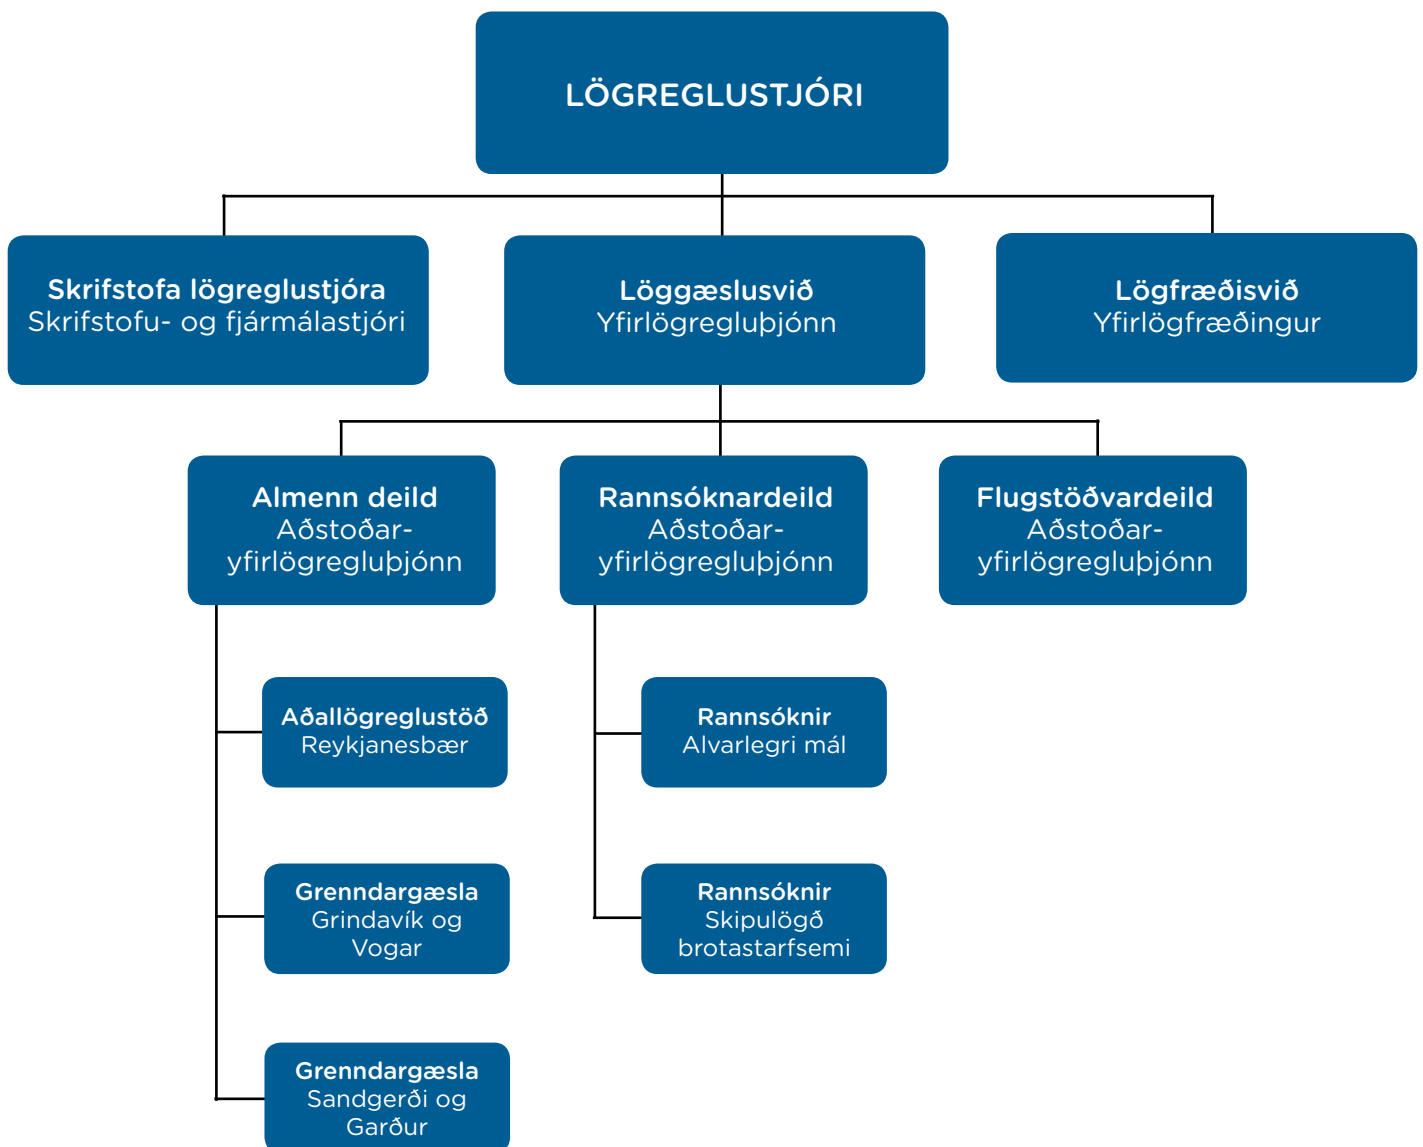 LÖGREGLUSTJÓRI
Skrifstofa lögreglustjóra
Skrifstofu- og fjármálastjóri
Löggæslusvið
Yfirlögregluþjónn
Lögfræðisvið
Yfirlögfræðingur
Almenn deild
Aðstoðar-
yfirlögregluþjónn
Rannsóknardeild
Aðstoðar-
yfirlögregluþjónn
Flugstöðvardeild
Aðstoðar-
yfirlögregluþjónn
Aðallögreglustöð
Reykjanesbær
Rannsóknir
Alvarlegri mál
Grenndargæsla
Grindavík og
Vogar
Rannsóknir
Skipulögð
brotastarfsemi
Grenndargæsla
Sandgerði og
Garður